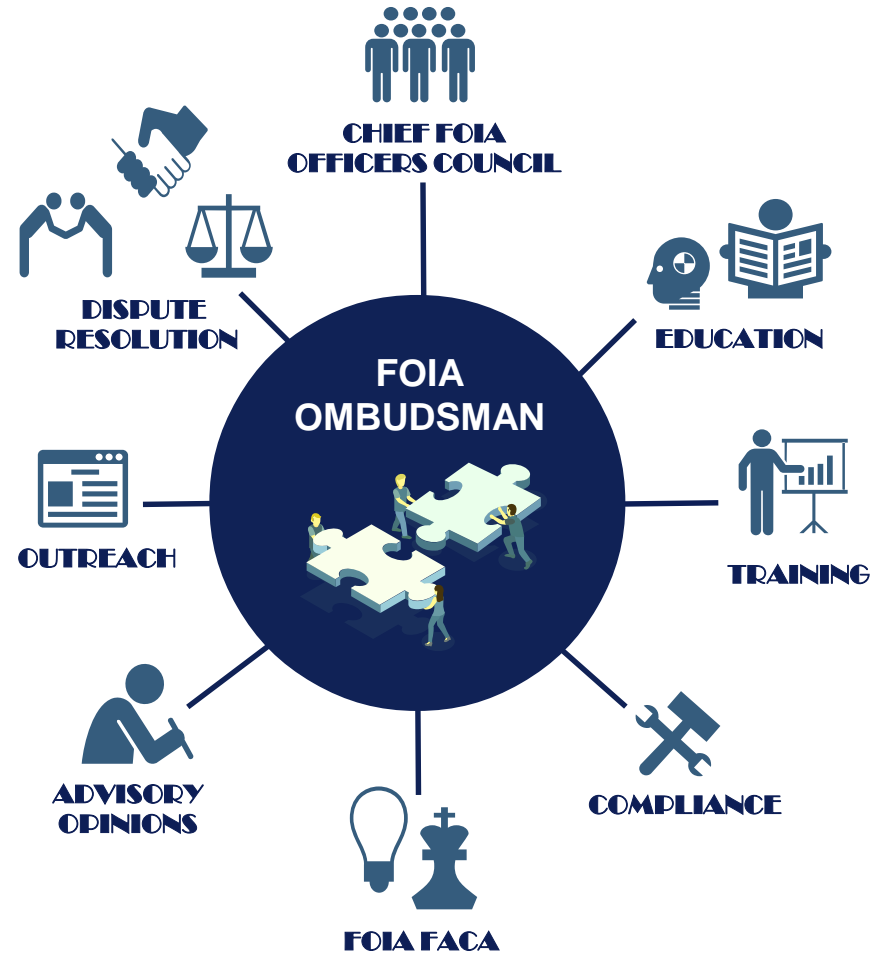 CHIEF FOIA
OFFICERS COUNCIL
DISPUTE
RESOLUTION
EDUCATION
FOIA
OMBUDSMAN
OUTREACH
TRAINING
ADVISORY
OPINIONS
COMPLIANCE
FOIA FACA